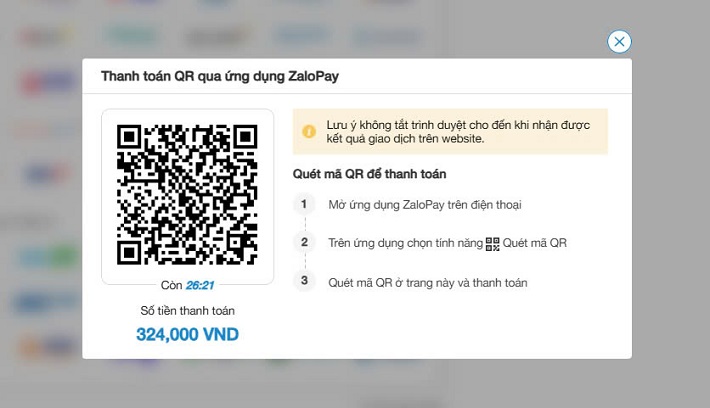 Thanh toán QR qua ứng dụng ZaloPay
Lưu ý không tắt trình duyệt cho đến khi nhận được
kết quả giao dịch trên website.
Quét mã QR để thanh toán
1 Mở ứng dụng ZaloPay trên điện thoại
2 Trên ứng dụng chọn tính năng Quét mã QR
3 Quét mã QR ở trang này và thanh toán
Còn 26:21
Số tiền thanh toán
324,000 VND